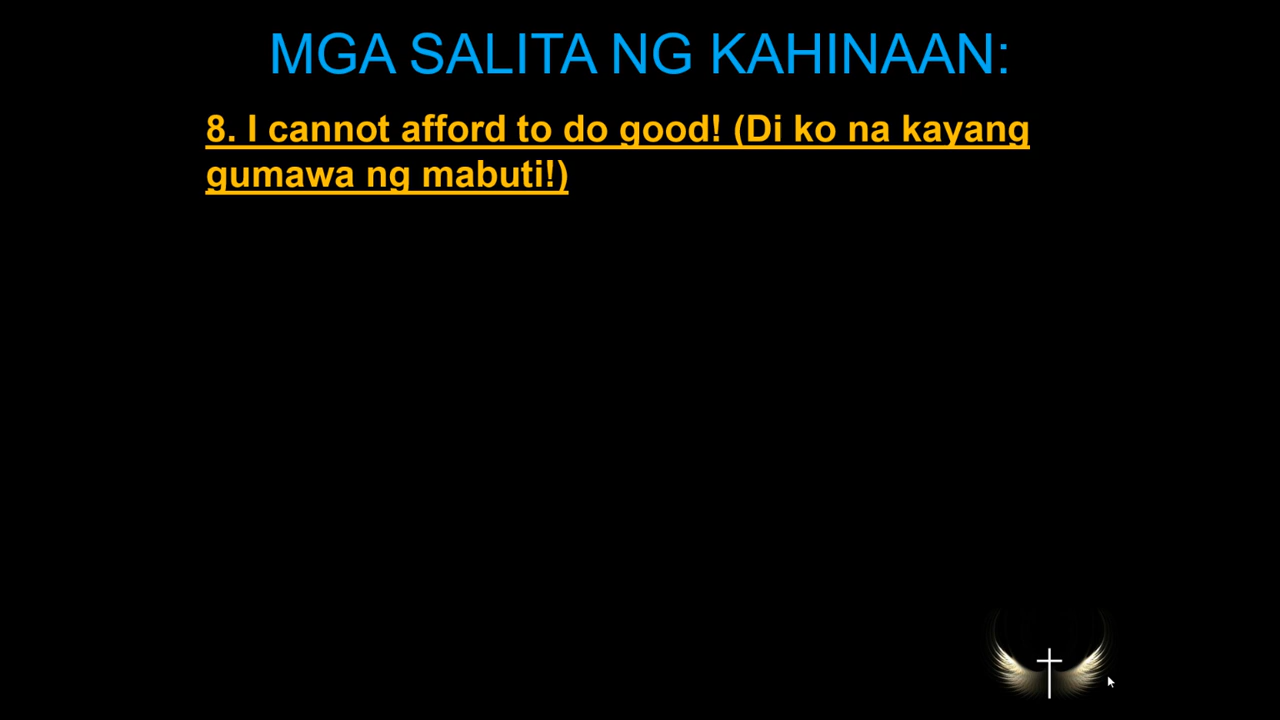 MGA SALITA NG KAHINAAN:
8. I cannot afford to do good! (Di ko na kayang
gumawa ng mabuti!)